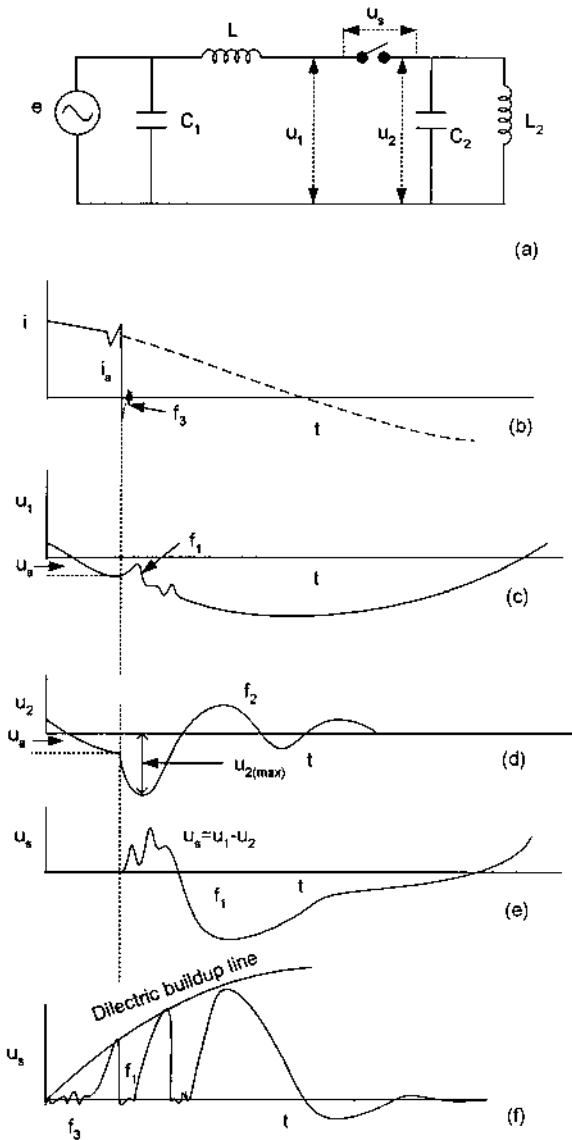 u_s
L
e
C_1
u_1
u_2
C_2
L_2
(a)
i
i_a
f_3
t
(b)
u_1
f_1
u_a
t
(c)
u_2
f_2
u_a
t
u_2(max)
(d)
u_s
u_s=u_1-u_2
f_1
t
(e)
Dilectric buildup line
u_s
f_1
f_3
t
(f)